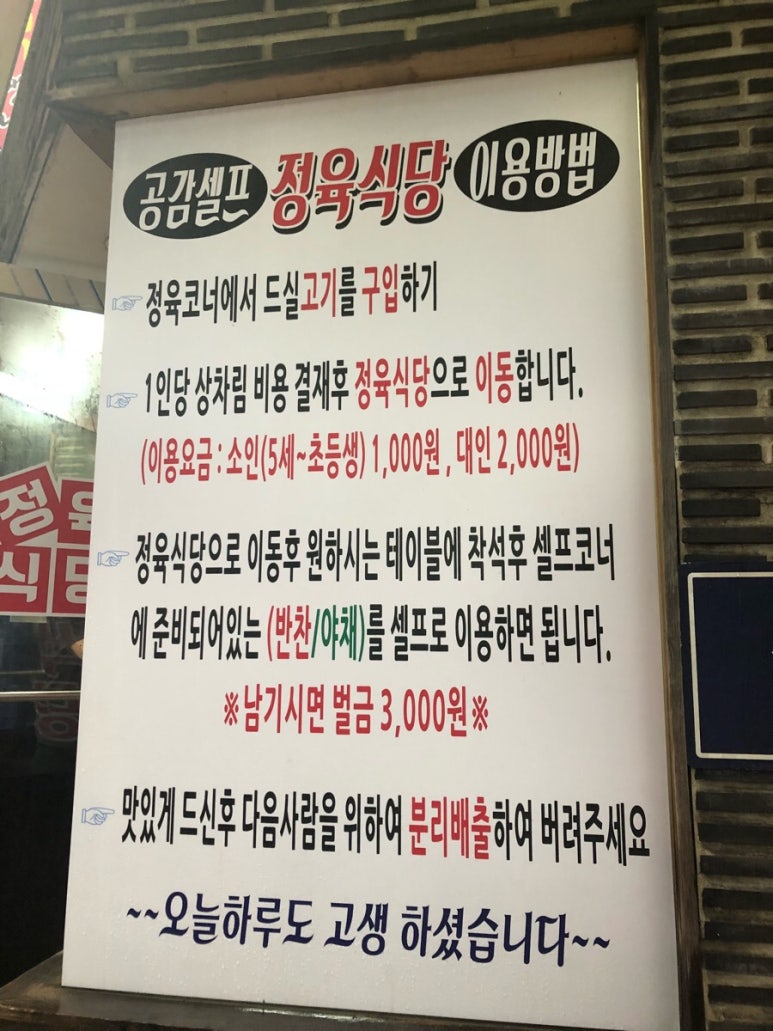 공감셀프 정육식당 이용방법
☞ 정육코너에서 드실고기를 구입하기
☞ 1인당 상차림 비용 결재후 정육식당으로 이동합니다.
(이용요금 : 소인(5세~초등생) 1,000원 , 대인 2,000원)
☞ 정육식당으로 이동후 원하시는 테이블에 착석후 셀프코너
에 준비되어있는 (반찬/야채)를 셀프로 이용하면 됩니다.
※남기시면 벌금 3,000원※
☞ 맛있게 드신후 다음사람을 위하여 분리배출하여 버려주세요
~~오늘하루도 고생 하셨습니다~~
정육
식당